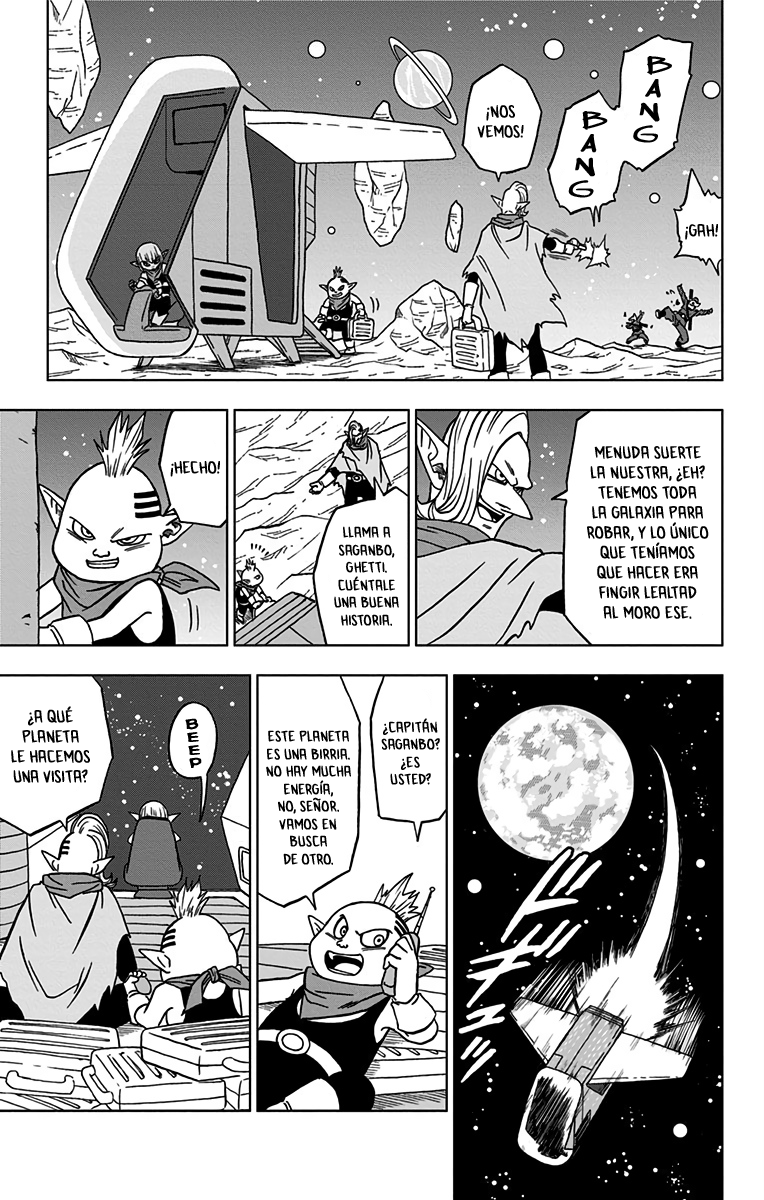 BANG
BANG
¡NOS
VEMOS!
¡GAH!
MENUDA SUERTE
LA NUESTRA, ¿EH?
TENEMOS TODA
LA GALAXIA PARA
ROBAR, Y LO ÚNICO
QUE TENÍAMOS
QUE HACER ERA
FINGIR LEALTAD
AL MORO ESE.
LLAMA A
SAGANBO,
GHETTI.
CUÉNTALE
UNA BUENA
HISTORIA.
¡HECHO!
ドギューン
¿CAPITÁN
SAGANBO?
¿ES
USTED?
ESTE PLANETA
ES UNA BIRRIA.
NO HAY MUCHA
ENERGÍA,
NO, SEÑOR.
VAMOS EN
BUSCA
DE OTRO.
BEEP
¿A QUÉ
PLANETA
LE HACEMOS
UNA VISITA?